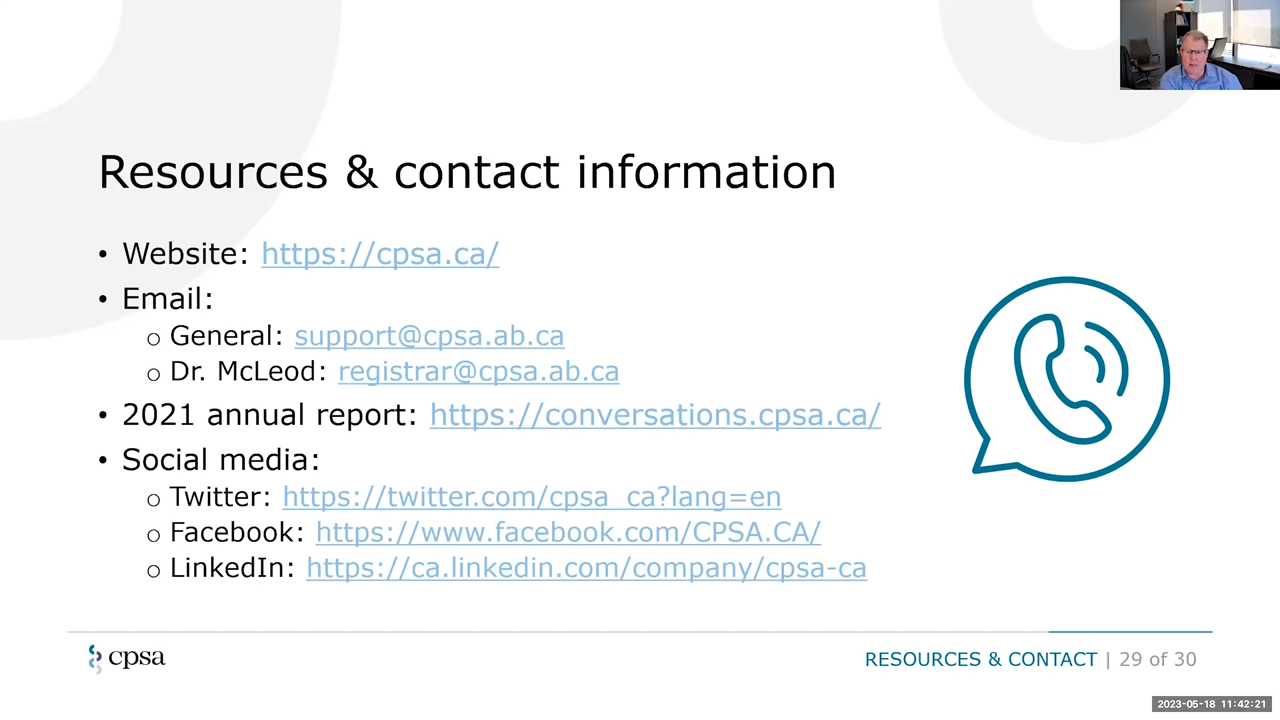 Resources & contact information
• Website: https://cpsa.ca/
• Email:
o General: support@cpsa.ab.ca
o Dr. McLeod: registrar@cpsa.ab.ca
• 2021 annual report: https://conversations.cpsa.ca/
• Social media:
o Twitter: https://twitter.com/cpsa_ca?lang=en
o Facebook: https://www.facebook.com/CPSA.CA/
o LinkedIn: https://ca.linkedin.com/company/cpsa-ca
cpsa
RESOURCES & CONTACT | 29 of 30
2023-05-18 11:42:21